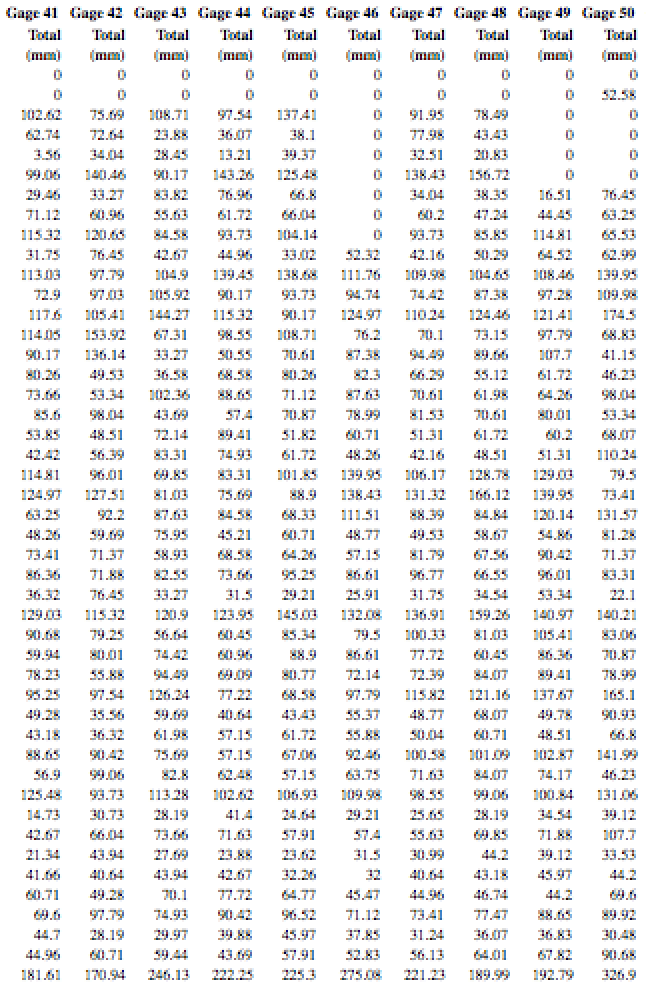 Gage 41 Gage 42 Gage 43 Gage 44 Gage 45 Gage 46 Gage 47 Gage 48 Gage 49 Gage 50
Total Total Total Total Total Total Total Total Total Total
(mm) (mm) (mm) (mm) (mm) (mm) (mm) (mm) (mm) (mm)
0 0 0 0 0 0 0 0 0 0
0 0 0 0 0 0 0 0 0 52.58
102.62 75.69 108.71 97.54 137.41 0 91.95 78.49 0 0
62.74 72.64 23.88 36.07 38.1 0 77.98 43.43 0 0
3.56 34.04 28.45 13.21 39.37 0 32.51 20.83 0 0
99.06 140.46 90.17 143.26 125.48 0 138.43 156.72 0 0
29.46 33.27 83.82 76.96 66.8 0 34.04 38.35 16.51 76.45
71.12 60.96 55.63 61.72 66.04 0 60.2 47.24 44.45 63.25
115.32 120.65 84.58 93.73 104.14 0 93.73 85.85 114.81 65.53
31.75 76.45 42.67 44.96 33.02 52.32 42.16 50.29 64.52 62.99
113.03 97.79 104.9 139.45 138.68 111.76 109.98 104.65 108.46 139.95
72.9 97.03 105.92 90.17 93.73 94.74 74.42 87.38 97.28 109.98
117.6 105.41 144.27 115.32 90.17 124.97 110.24 124.46 121.41 174.5
114.05 153.92 67.31 98.55 108.71 76.2 70.1 73.15 97.79 68.83
90.17 136.14 33.27 50.55 70.61 87.38 94.49 89.66 107.7 41.15
80.26 49.53 36.58 68.58 80.26 82.3 66.29 55.12 61.72 46.23
73.66 53.34 102.36 88.65 71.12 87.63 70.61 61.98 64.26 98.04
85.6 98.04 43.69 57.4 70.87 78.99 81.53 70.61 80.01 53.34
53.85 48.51 72.14 89.41 51.82 60.71 51.31 61.72 60.2 68.07
42.42 56.39 83.31 74.93 61.72 48.26 42.16 48.51 51.31 110.24
114.81 96.01 69.85 83.31 101.85 139.95 106.17 128.78 129.03 79.5
124.97 127.51 81.03 75.69 88.9 138.43 131.32 166.12 139.95 73.41
63.25 92.2 87.63 84.58 68.33 111.51 88.39 84.84 120.14 131.57
48.26 59.69 75.95 45.21 60.71 48.77 49.53 58.67 54.86 81.28
73.41 71.37 58.93 68.58 64.26 57.15 81.79 67.56 90.42 71.37
86.36 71.88 82.55 73.66 95.25 86.61 96.77 66.55 96.01 83.31
36.32 76.45 33.27 31.5 29.21 25.91 31.75 34.54 53.34 22.1
129.03 115.32 120.9 123.95 145.03 132.08 136.91 159.26 140.97 140.21
90.68 79.25 56.64 60.45 85.34 79.5 100.33 81.03 105.41 83.06
59.94 80.01 74.42 60.96 88.9 86.61 77.72 60.45 86.36 70.87
78.23 55.88 94.49 69.09 80.77 72.14 72.39 84.07 89.41 78.99
95.25 97.54 126.24 77.22 68.58 97.79 115.82 121.16 137.67 165.1
49.28 35.56 59.69 40.64 43.43 55.37 48.77 68.07 49.78 90.93
43.18 36.32 61.98 57.15 61.72 55.88 50.04 60.71 48.51 66.8
88.65 90.42 75.69 57.15 67.06 92.46 100.58 101.09 102.87 141.99
56.9 99.06 82.8 62.48 57.15 63.75 71.63 84.07 74.17 46.23
125.48 93.73 113.28 102.62 106.93 109.98 98.55 99.06 100.84 131.06
14.73 30.73 28.19 41.4 24.64 29.21 25.65 28.19 34.54 39.12
42.67 66.04 73.66 71.63 57.91 57.4 55.63 69.85 71.88 107.7
21.34 43.94 27.69 23.88 23.62 31.5 30.99 44.2 39.12 33.53
41.66 40.64 43.94 42.67 32.26 32 40.64 43.18 45.97 44.2
60.71 49.28 70.1 77.72 64.77 45.47 44.96 46.74 44.2 69.6
69.6 97.79 74.93 90.42 96.52 71.12 73.41 77.47 88.65 89.92
44.7 28.19 29.97 39.88 45.97 37.85 31.24 36.07 36.83 30.48
44.96 60.71 59.44 43.69 57.91 52.83 56.13 64.01 67.82 90.68
181.61 170.94 246.13 222.25 225.3 275.08 221.23 189.99 192.79 326.9